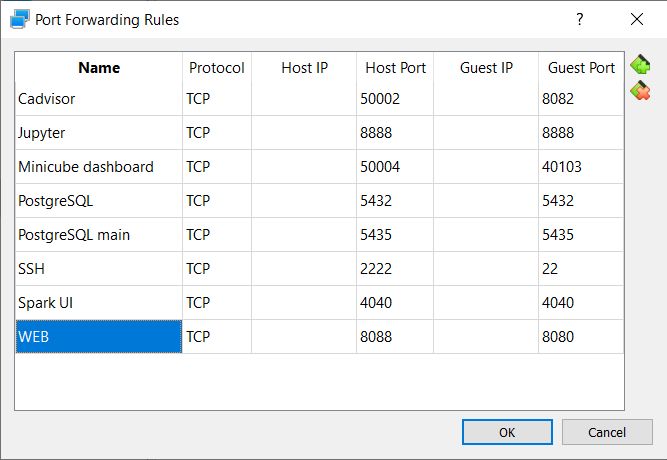 Port Forwarding Rules ?
Name Protocol Host IP Host Port Guest IP Guest Port
Cadvisor TCP 50002 8082
Jupyter TCP 8888 8888
Minicube dashboard TCP 50004 40103
PostgreSQL TCP 5432 5432
PostgreSQL main TCP 5435 5435
SSH TCP 2222 22
Spark UI TCP 4040 4040
WEB TCP 8088 8080
OK Cancel